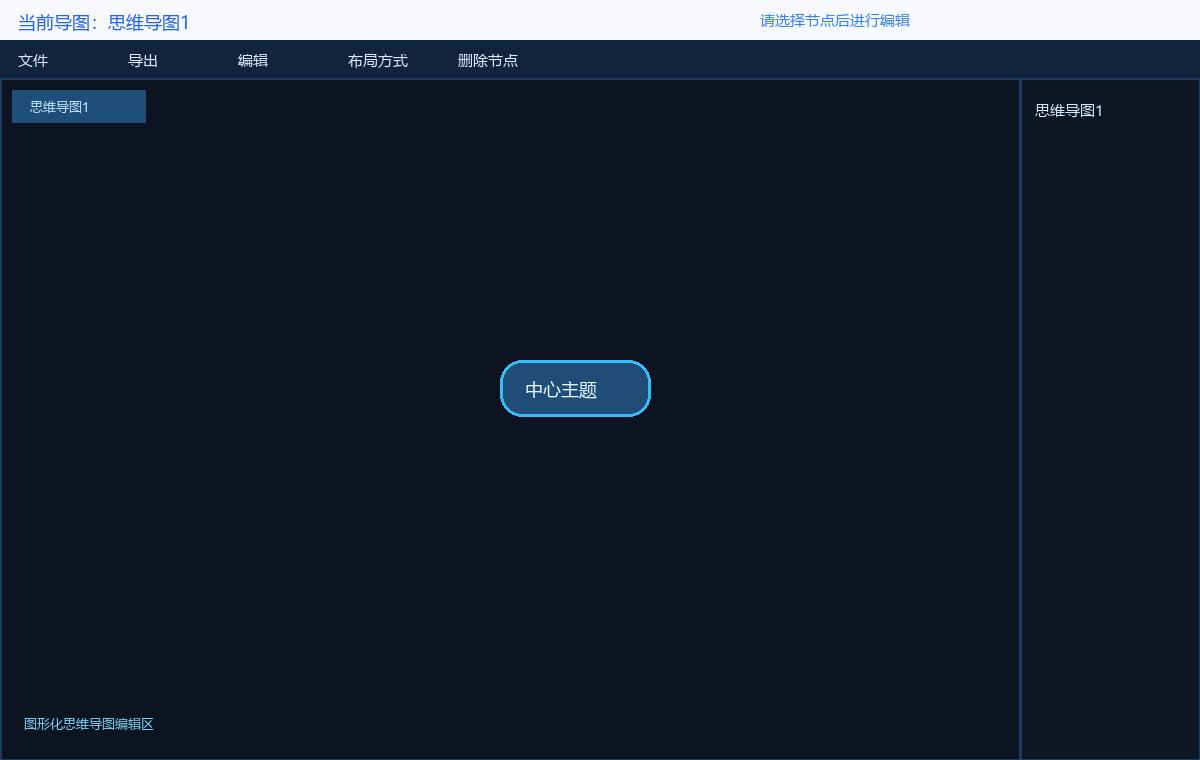 当前导图：思维导图1
请选择节点后进行编辑
文件 导出 编辑 布局方式 删除节点
思维导图1
思维导图1
中心主题
图形化思维导图编辑区